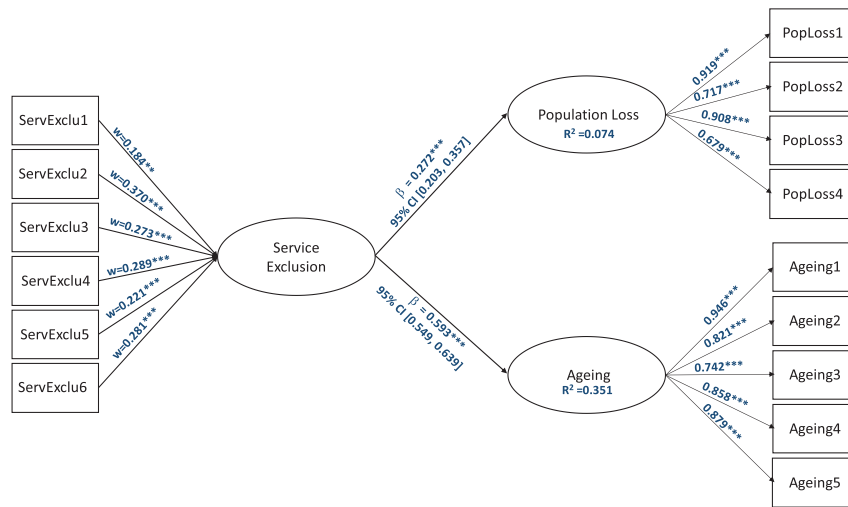 ServExclu1
ServExclu2
ServExclu3
ServExclu4
ServExclu5
ServExclu6
w=0.184**
w=0.370***
w=0.273***
w=0.289***
w=0.221***
w=0.281***
Service
Exclusion
β = 0.272***
95% CI [0.203, 0.357]
β = 0.593***
95% CI [0.549, 0.639]
Population Loss
R² =0.074
0.919***
0.717***
0.908***
0.679***
PopLoss1
PopLoss2
PopLoss3
PopLoss4
Ageing
R² =0.351
0.946***
0.821***
0.742***
0.858***
0.879***
Ageing1
Ageing2
Ageing3
Ageing4
Ageing5